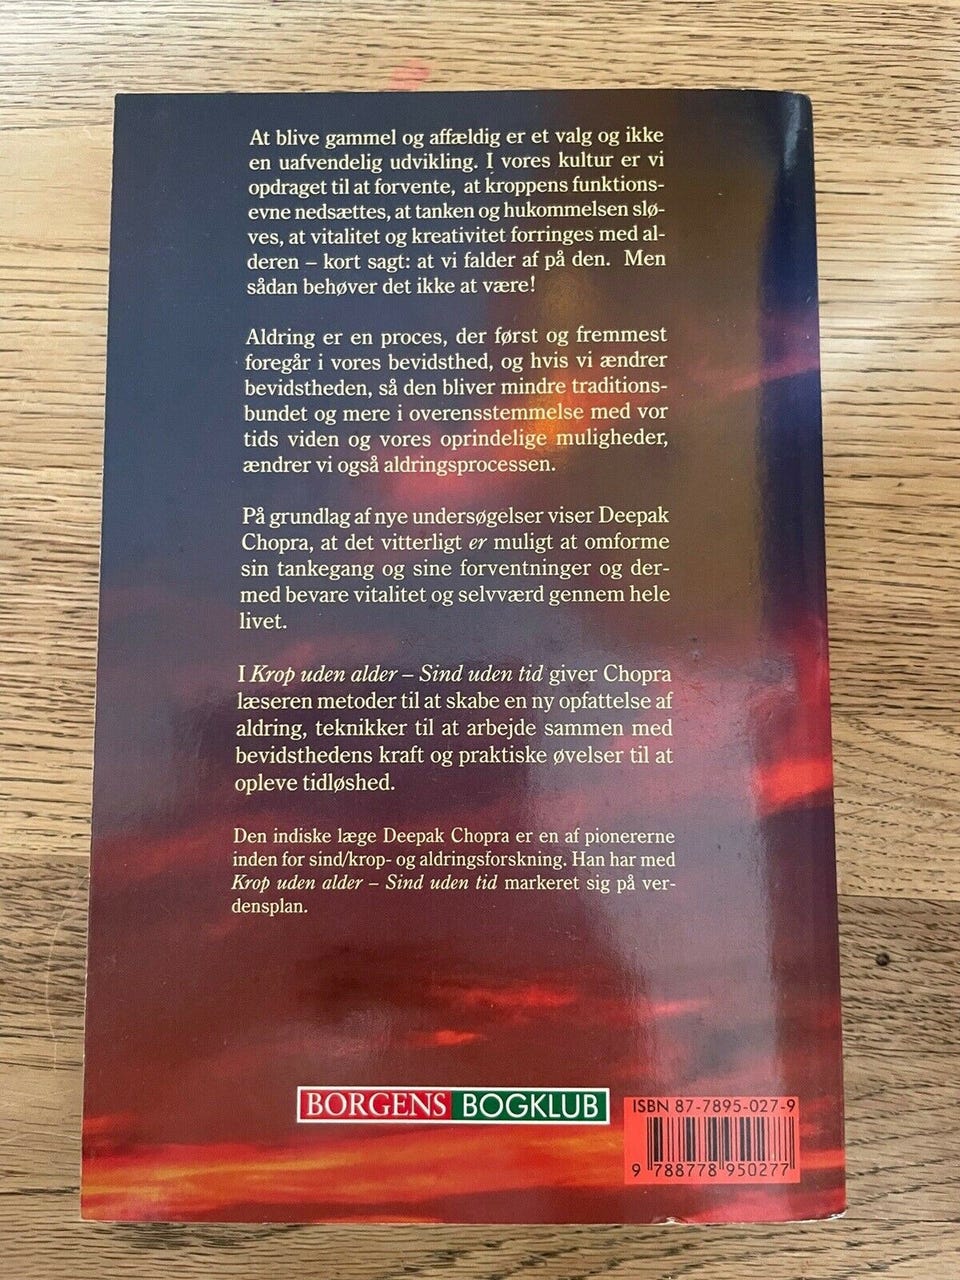 At blive gammel og affældig er et valg og ikke
en uafvendelig udvikling. I vores kultur er vi
opdraget til at forvente, at kroppens funktions-
evne nedsættes, at tanken og hukommelsen slø-
ves, at vitalitet og kreativitet forringes med al-
deren – kort sagt: at vi falder af på den. Men
sådan behøver det ikke at være!
Aldring er en proces, der først og fremmest
foregår i vores bevidsthed, og hvis vi ændrer
bevidstheden, så den bliver mindre traditions-
bundet og mere i overensstemmelse med vor
tids viden og vores oprindelige muligheder,
ændrer vi også aldringsprocessen.
På grundlag af nye undersøgelser viser Deepak
Chopra, at det vitterligt er muligt at omforme
sin tankegang og sine forventninger og der-
med bevare vitalitet og selvværd gennem hele
livet.
I Krop uden alder – Sind uden tid giver Chopra
læseren metoder til at skabe en ny opfattelse af
aldring, teknikker til at arbejde sammen med
bevidsthedens kraft og praktiske øvelser til at
opleve tidløshed.
Den indiske læge Deepak Chopra er en af pionererne
inden for sind/krop- og aldringsforskning. Han har med
Krop uden alder – Sind uden tid markeret sig på ver-
densplan.
BORGENS BOGKLUB
ISBN 87-7895-027-9
9 788778 950277